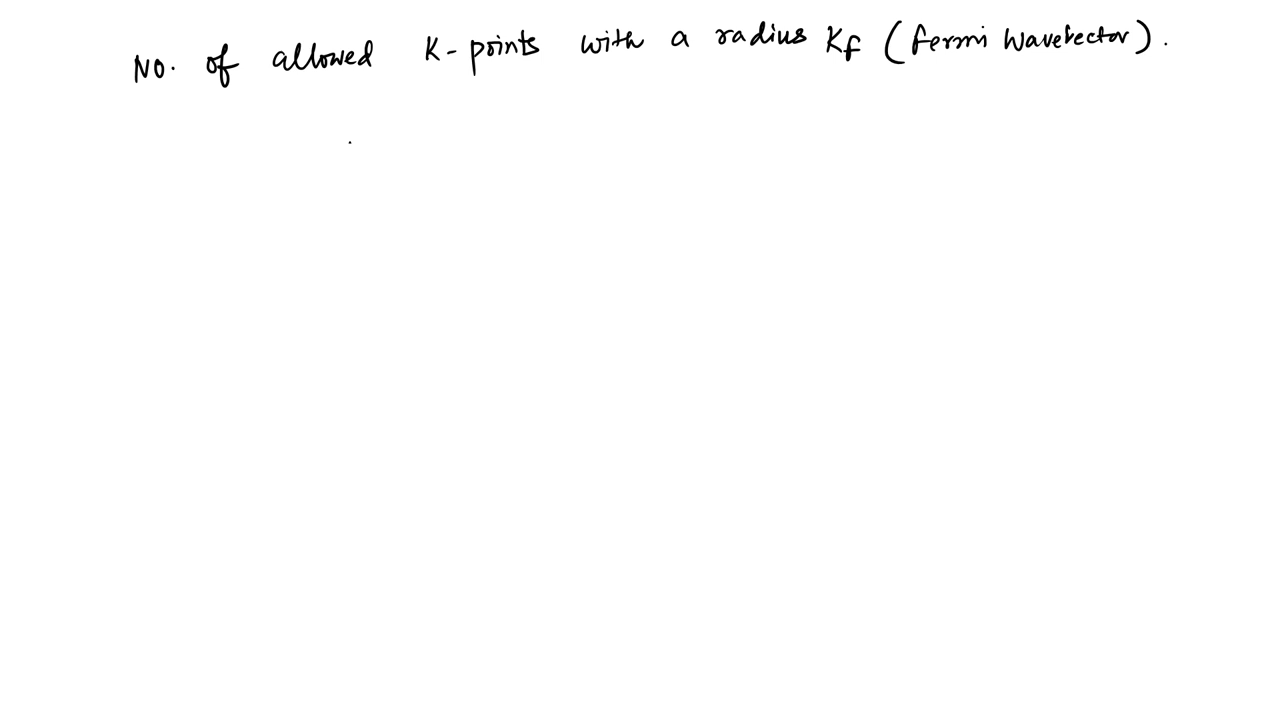 No. of allowed K-points with a radius Kf (fermi wavevector).